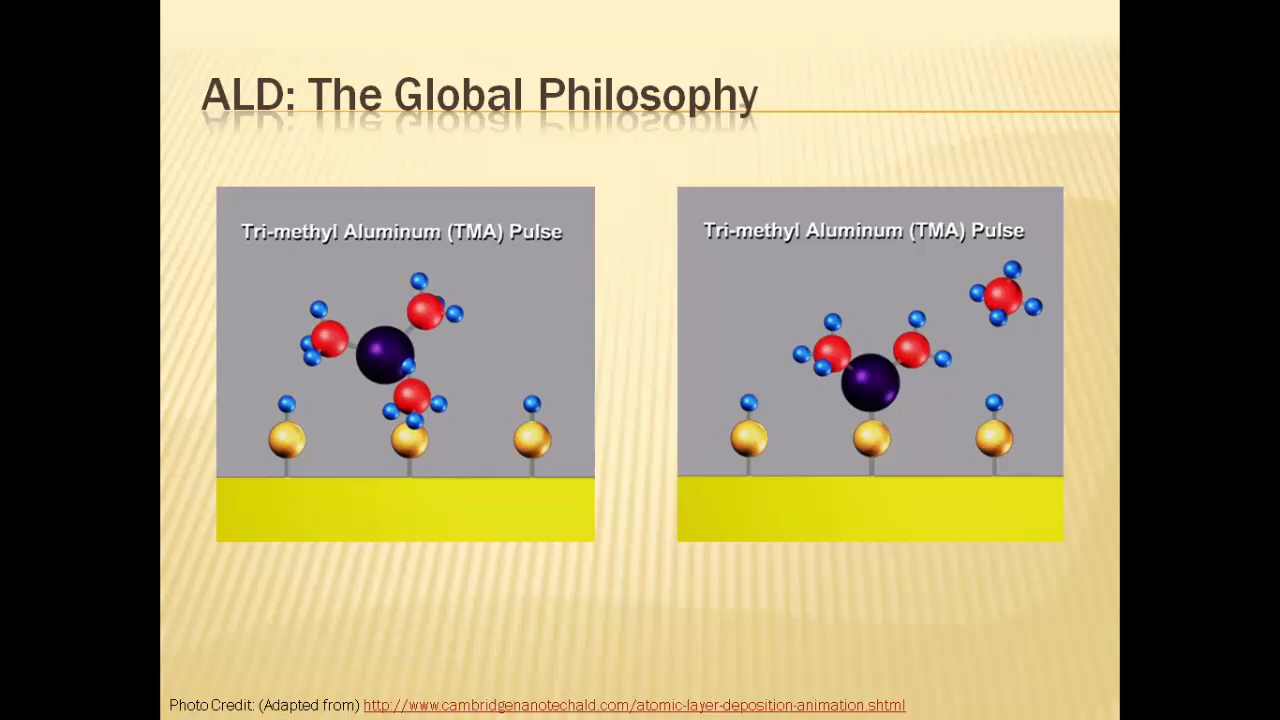 ALD: The Global Philosophy
Tri-methyl Aluminum (TMA) Pulse
Tri-methyl Aluminum (TMA) Pulse
Photo Credit: (Adapted from) http://www.cambridgenanotechald.com/atomic-layer-deposition-animation.shtml